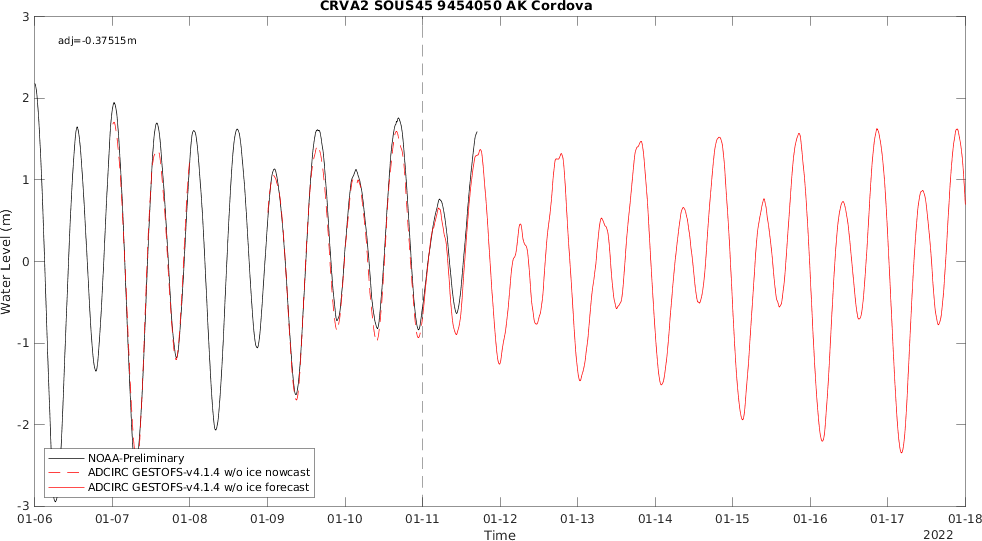 CRVA2 SOUS45 9454050 AK Cordova
adj=-0.37515m
3
2
1
0
-1
-2
-3
Water Level (m)
NOAA-Preliminary
ADCIRC GESTOFS-v4.1.4 w/o ice nowcast
ADCIRC GESTOFS-v4.1.4 w/o ice forecast
01-06 01-07 01-08 01-09 01-10 01-11 01-12 01-13 01-14 01-15 01-16 01-17 01-18
Time
2022